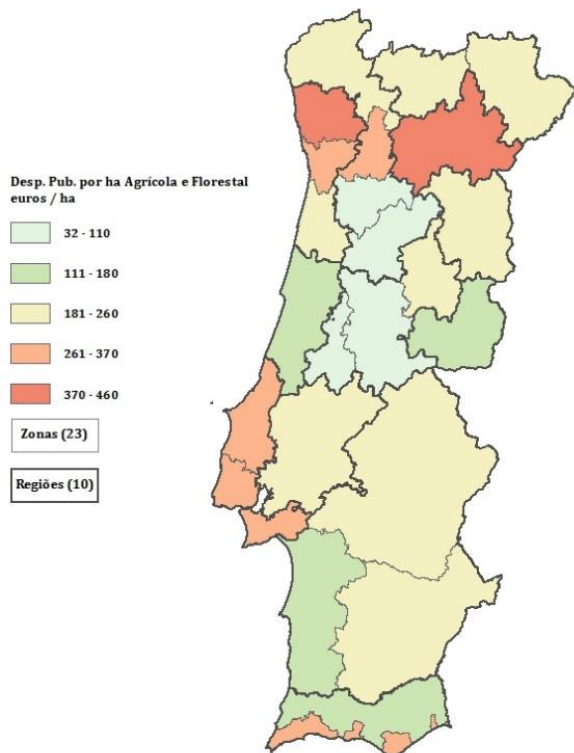 Desp. Pub. por ha Agrícola e Florestal
euros / ha
32 - 110
111 - 180
181 - 260
261 - 370
370 - 460
Zonas (23)
Regiões (10)